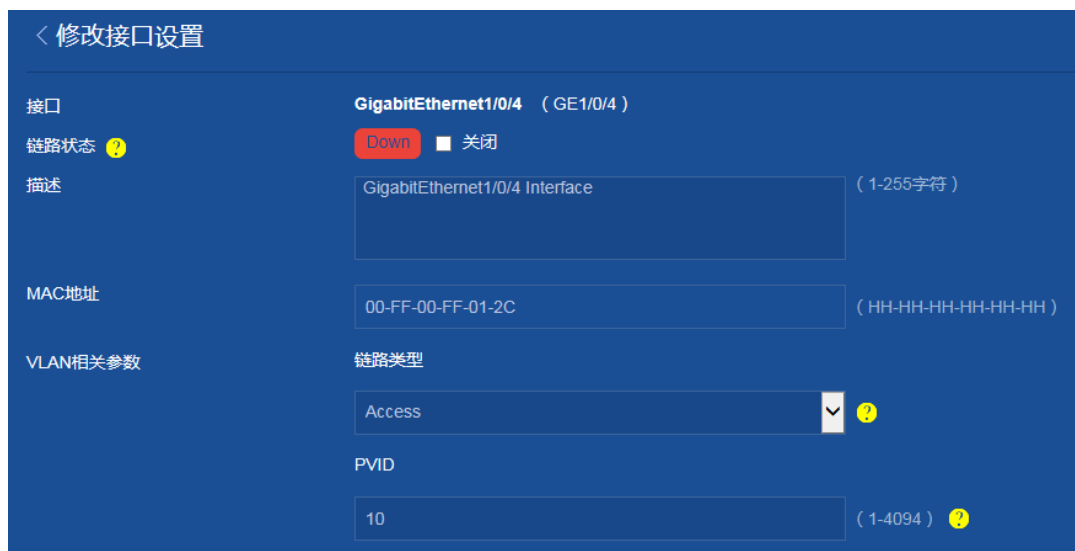 <修改接口设置
接口 GigabitEthernet1/0/4 （GE1/0/4）
链路状态 ? Down 关闭
描述 GigabitEthernet1/0/4 Interface （1-255字符）
MAC地址 00-FF-00-FF-01-2C （HH-HH-HH-HH-HH-HH）
VLAN相关参数 链路类型
Access ?
PVID
10 （1-4094） ?